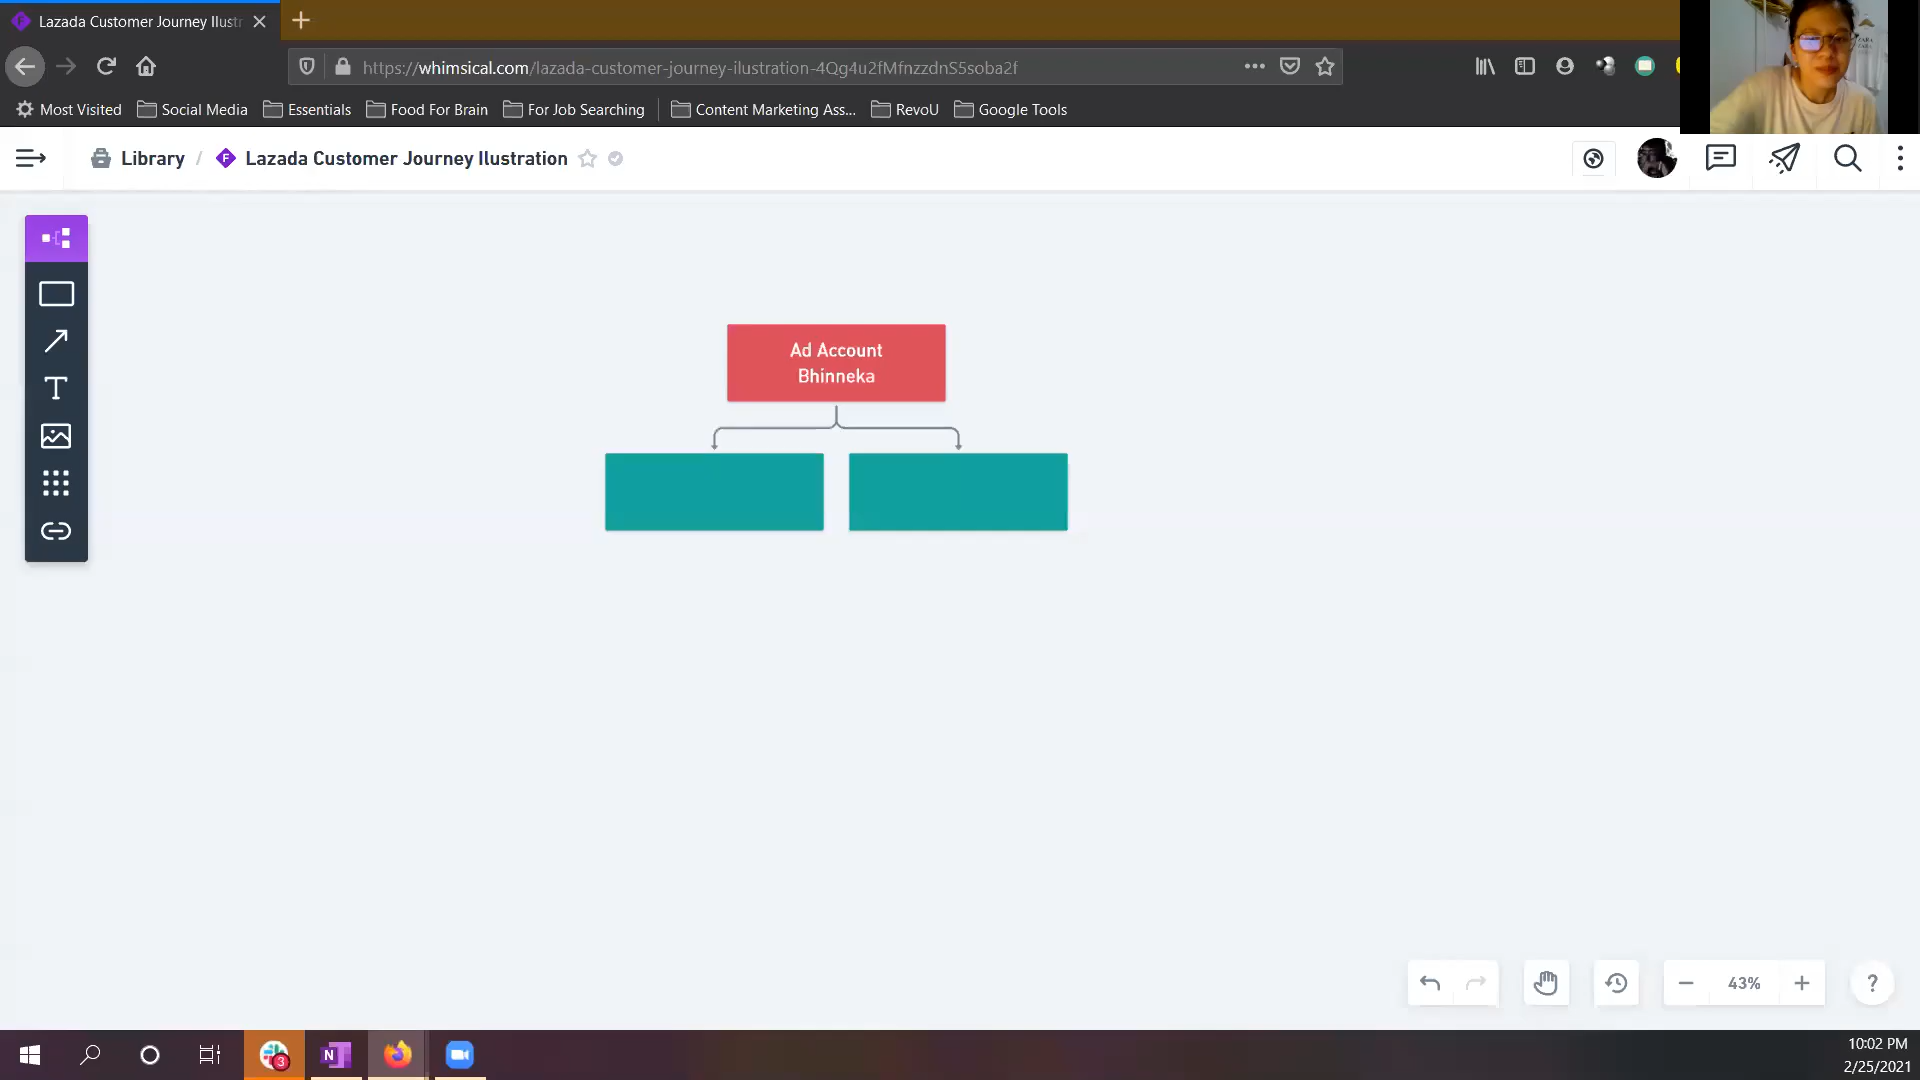 Lazada Customer Journey Ilustr
https://whimsical.com/lazada-customer-journey-ilustration-4Qg4u2fMfnzzdnS5soba2f
Most Visited Social Media Essentials Food For Brain For Job Searching Content Marketing Ass... RevoU Google Tools
Library / Lazada Customer Journey Ilustration
Ad Account
Bhinneka
43%
?
3
N
10:02 PM
2/25/2021